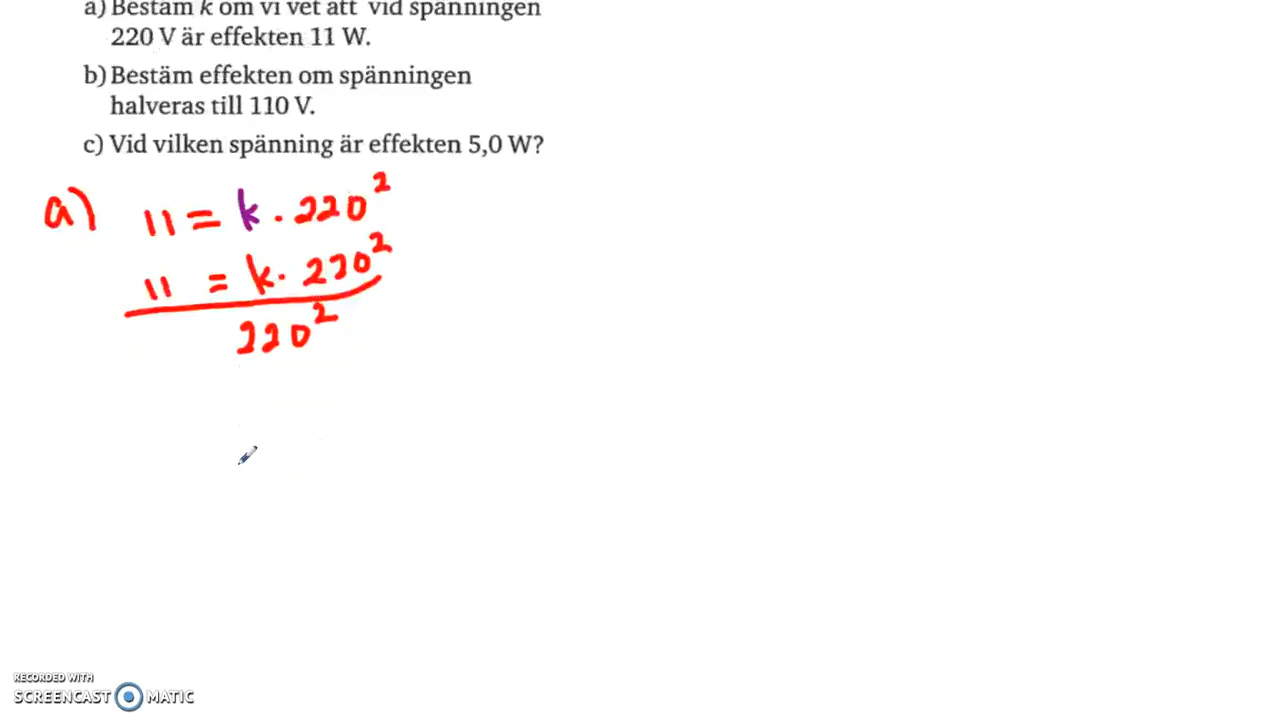 a) Bestäm k om vi vet att vid spänningen
220 V är effekten 11 W.
b) Bestäm effekten om spänningen
halveras till 110 V.
c) Vid vilken spänning är effekten 5,0 W?
a) 11 = k · 220²
11 = k · 220²
220²
RECORDED WITH
SCREENCAST MATIC